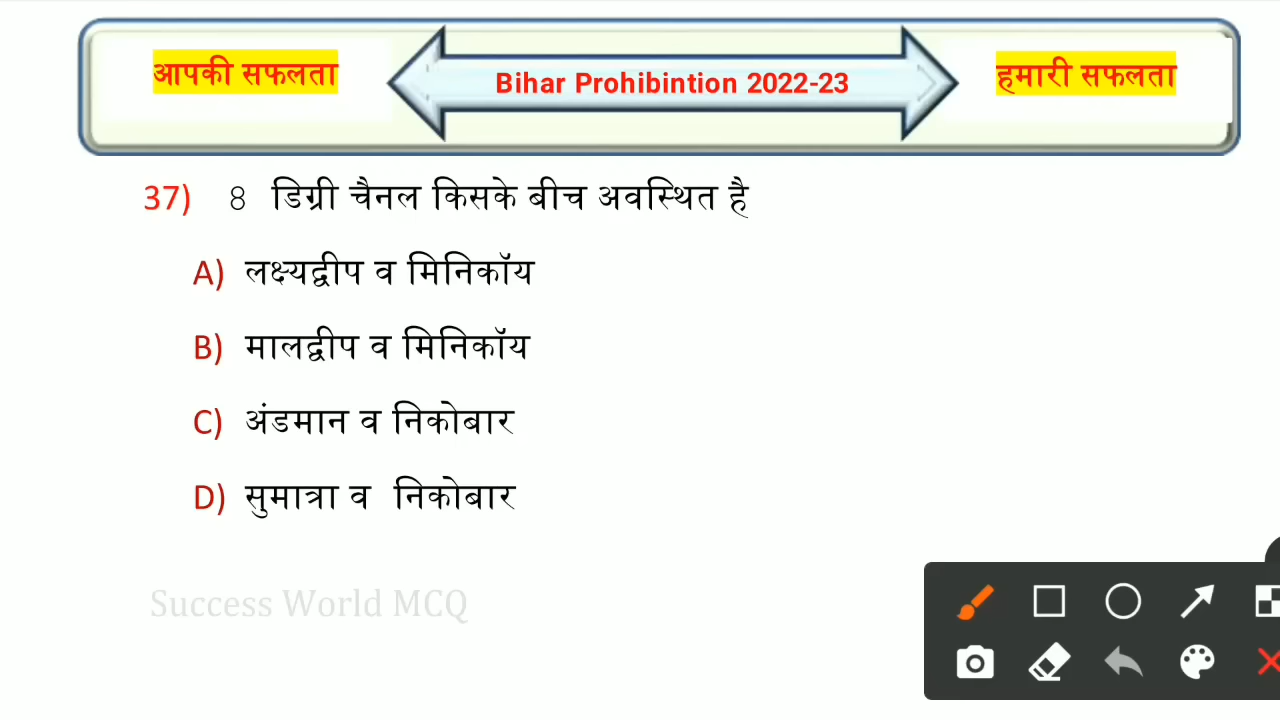 आपकी सफलता
Bihar Prohibintion 2022-23
हमारी सफलता
37) 8 डिग्री चैनल किसके बीच अवस्थित है
A) लक्ष्यद्वीप व मिनिकॉय
B) मालद्वीप व मिनिकॉय
C) अंडमान व निकोबार
D) सुमात्रा व निकोबार
Success World MCQ